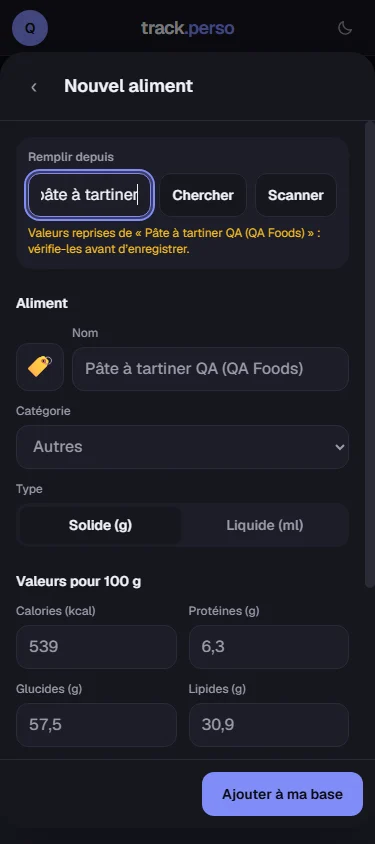 Q
track.perso
‹ Nouvel aliment
Remplir depuis
pâte à tartiner Chercher Scanner
Valeurs reprises de « Pâte à tartiner QA (QA Foods) » :
vérifie-les avant d'enregistrer.
Aliment
Nom
Pâte à tartiner QA (QA Foods)
Catégorie
Autres
Type
Solide (g) Liquide (ml)
Valeurs pour 100 g
Calories (kcal) Protéines (g)
539 6,3
Glucides (g) Lipides (g)
57,5 30,9
Ajouter à ma base